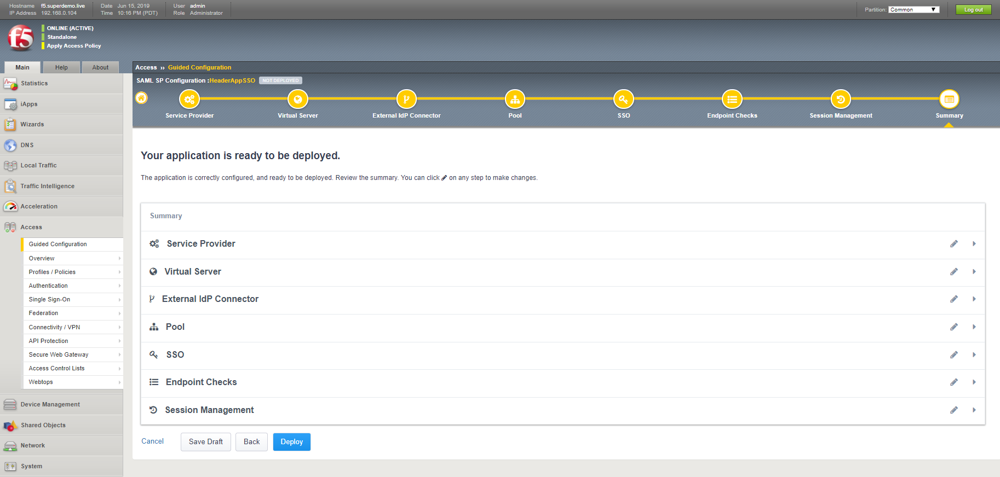 Hostname f5.superdemo.live Date Jun 15, 2019 User admin
IP Address 192.168.0.104 Time 10:16 PM (PDT) Role Administrator
Partition: Common
Log out
f5
ONLINE (ACTIVE)
Standalone
Apply Access Policy
Main Help About
Access ›› Guided Configuration
SAML SP Configuration :HeaderAppSSO NOT DEPLOYED
Service Provider Virtual Server External IdP Connector Pool SSO Endpoint Checks Session Management Summary
Statistics
iApps
Wizards
DNS
Local Traffic
Traffic Intelligence
Acceleration
Access
Guided Configuration
Overview
Profiles / Policies
Authentication
Single Sign-On
Federation
Connectivity / VPN
API Protection
Secure Web Gateway
Access Control Lists
Webtops
Device Management
Shared Objects
Network
System
Your application is ready to be deployed.
The application is correctly configured, and ready to be deployed. Review the summary. You can click on any step to make changes.
Summary
Service Provider
Virtual Server
External IdP Connector
Pool
SSO
Endpoint Checks
Session Management
Cancel Save Draft Back Deploy